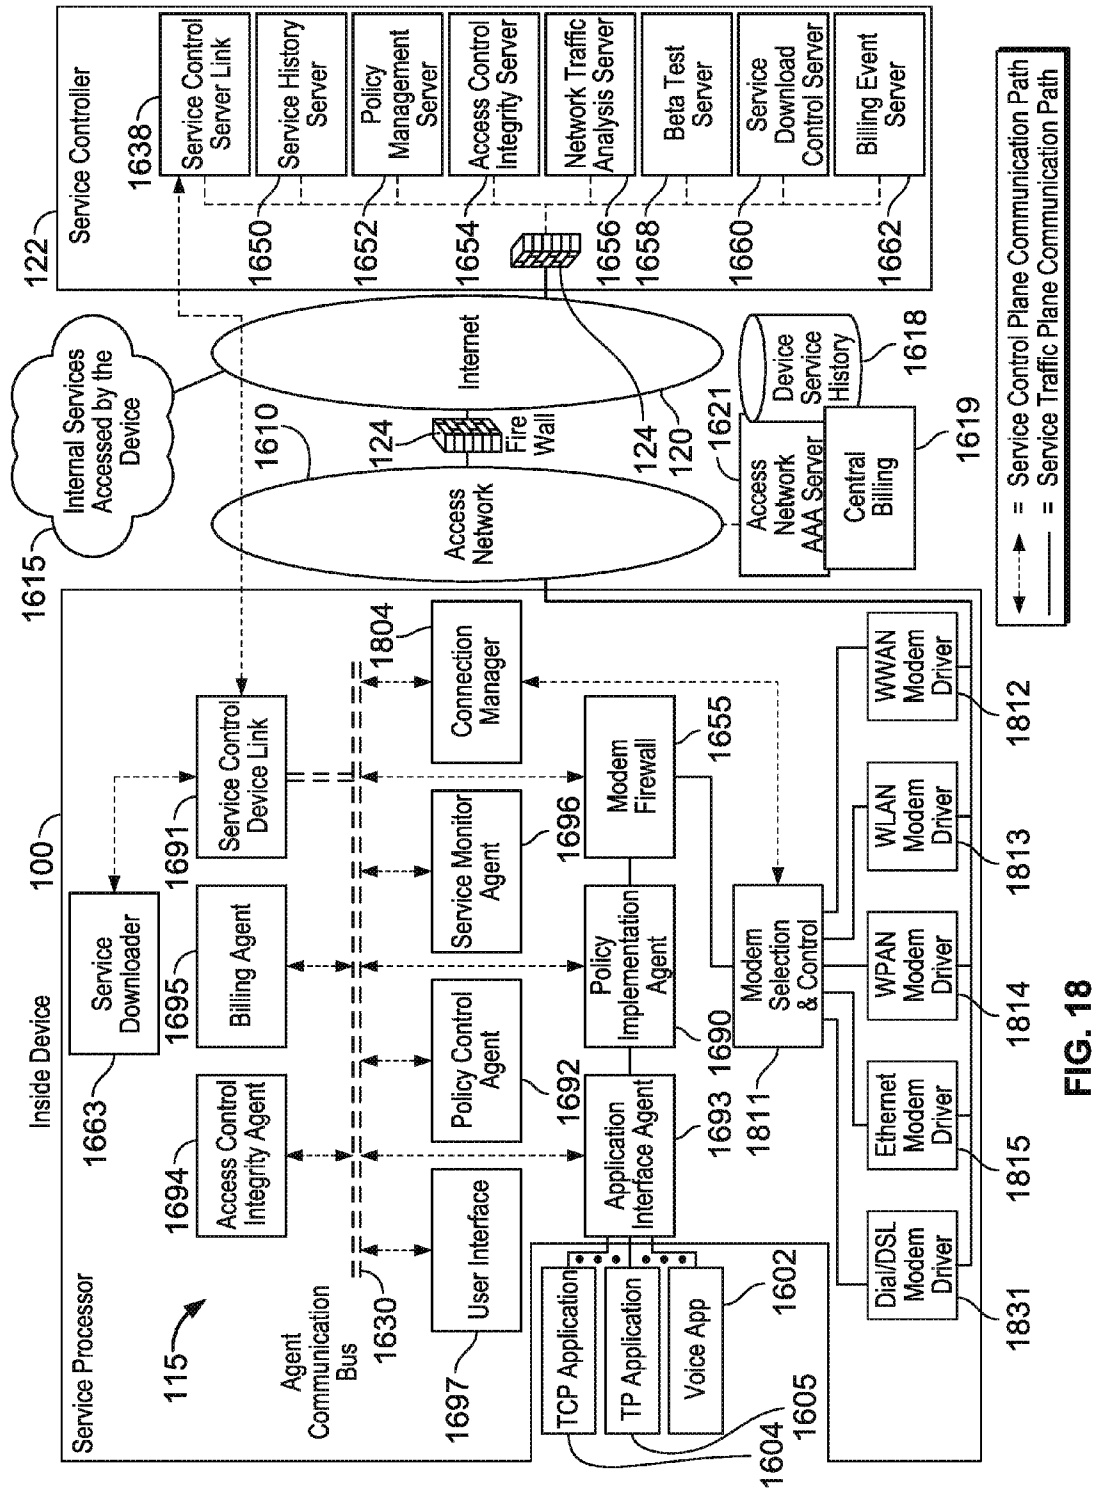 Inside Device
100
Service Processor
115
1663
Service
Downloader
1694
Access Control
Integrity Agent
1695
Billing Agent
1691
Service Control
Device Link
Agent
Communication
Bus
1630
1697
User Interface
Policy Control
Agent
1692
Service Monitor
Agent
1696
Connection
Manager
1804
Application
Interface Agent
1693
Policy
Implementation
Agent
1690
Modem
Firewall
1655
TCP Application
TP Application
Voice App
1604
1605
1602
1811
Modem
Selection
& Control
Dial/DSL
Modem
Driver
1831
Ethernet
Modem
Driver
1815
WPAN
Modem
Driver
1814
WLAN
Modem
Driver
1813
WWAN
Modem
Driver
1812
1615
Internal Services
Accessed by the
Device
1610
Access
Network
124
Fire
Wall
Internet
124
120
1621
Access
Network
AAA Server
Device
Service
History
1618
Central
Billing
1619
122
Service Controller
1638
Service Control
Server Link
1650
Service History
Server
1652
Policy
Management
Server
1654
Access Control
Integrity Server
1656
Network Traffic
Analysis Server
1658
Beta Test
Server
1660
Service
Download
Control Server
1662
Billing Event
Server
= Service Control Plane Communication Path
= Service Traffic Plane Communication Path
FIG. 18